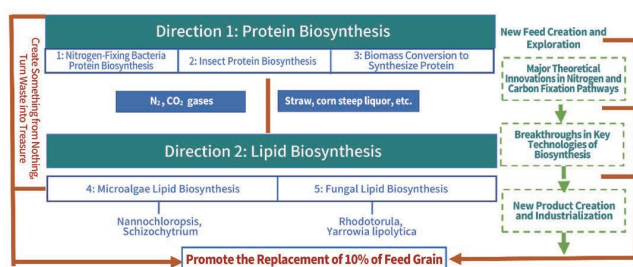 Create Something from Nothing,
Turn Waste into Treasure
Direction 1: Protein Biosynthesis
1: Nitrogen-Fixing Bacteria
Protein Biosynthesis
2: Insect Protein Biosynthesis
3: Biomass Conversion to
Synthesize Protein
N₂, CO₂ gases
Straw, corn steep liquor, etc.
Direction 2: Lipid Biosynthesis
4: Microalgae Lipid Biosynthesis
5: Fungal Lipid Biosynthesis
Nannochloropsis,
Schizochytrium
Rhodotorula,
Yarrowia lipolytica
New Feed Creation and
Exploration
Major Theoretical
Innovations in Nitrogen and
Carbon Fixation Pathways
Breakthroughs in Key
Technologies of
Biosynthesis
New Product Creation
and Industrialization
Promote the Replacement of 10% of Feed Grain